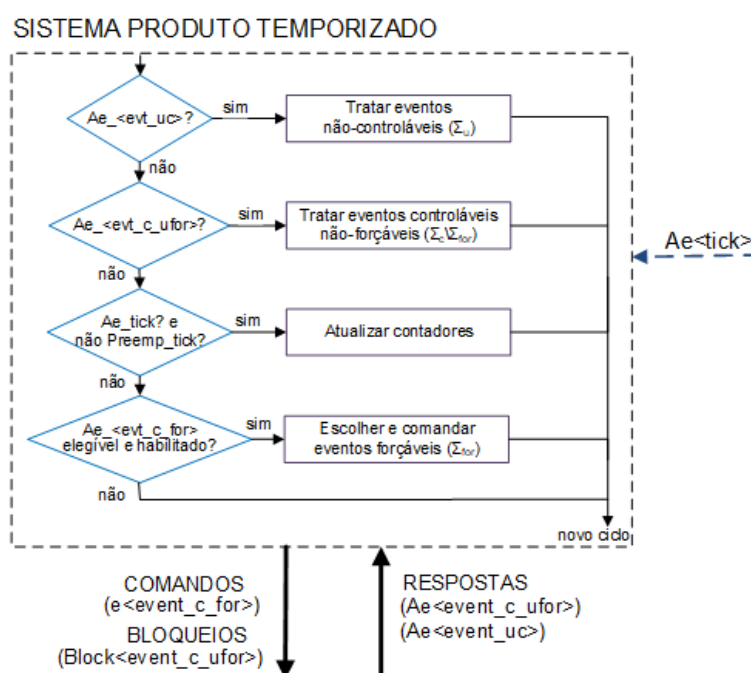 SISTEMA PRODUTO TEMPORIZADO
Ae_<evt_uc>?
sim
Tratar eventos
não-controláveis (Σu)
não
Ae_<evt_c_ufor>?
sim
Tratar eventos controláveis
não-forçáveis (Σc\Σfor)
não
Ae<tick>
Ae_tick? e
não Preemp_tick?
sim
Atualizar contadores
não
Ae_<evt_c_for>
elegível e habilitado?
sim
Escolher e comandar
eventos forçáveis (Σfor)
não
novo ciclo
COMANDOS
(e<event_c_for>)
BLOQUEIOS
(Block<event_c_ufor>)
RESPOSTAS
(Ae<event_c_ufor>)
(Ae<event_uc>)